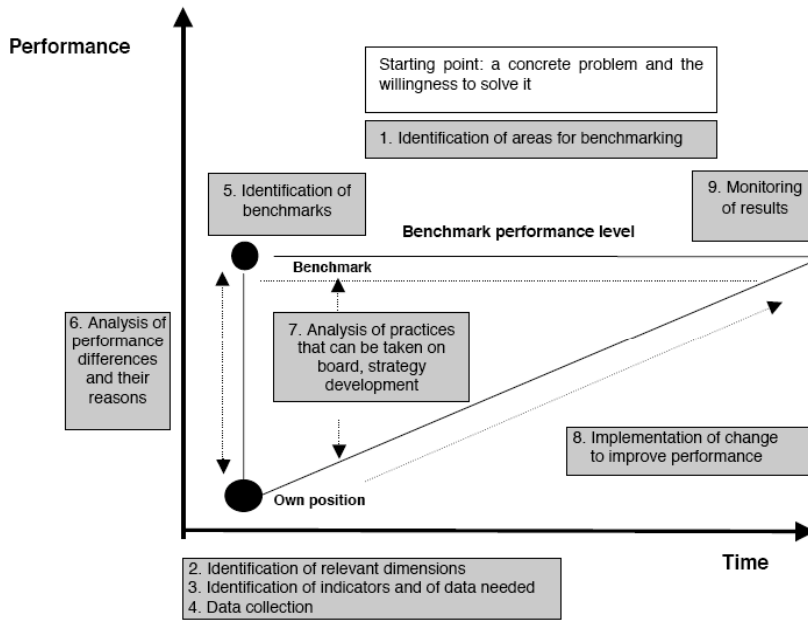 Performance
Starting point: a concrete problem and the
willingness to solve it
1. Identification of areas for benchmarking
5. Identification of
benchmarks
9. Monitoring
of results
Benchmark performance level
Benchmark
6. Analysis of
performance
differences
and their
reasons
7. Analysis of practices
that can be taken on
board, strategy
development
8. Implementation of change
to improve performance
Own position
Time
2. Identification of relevant dimensions
3. Identification of indicators and of data needed
4. Data collection